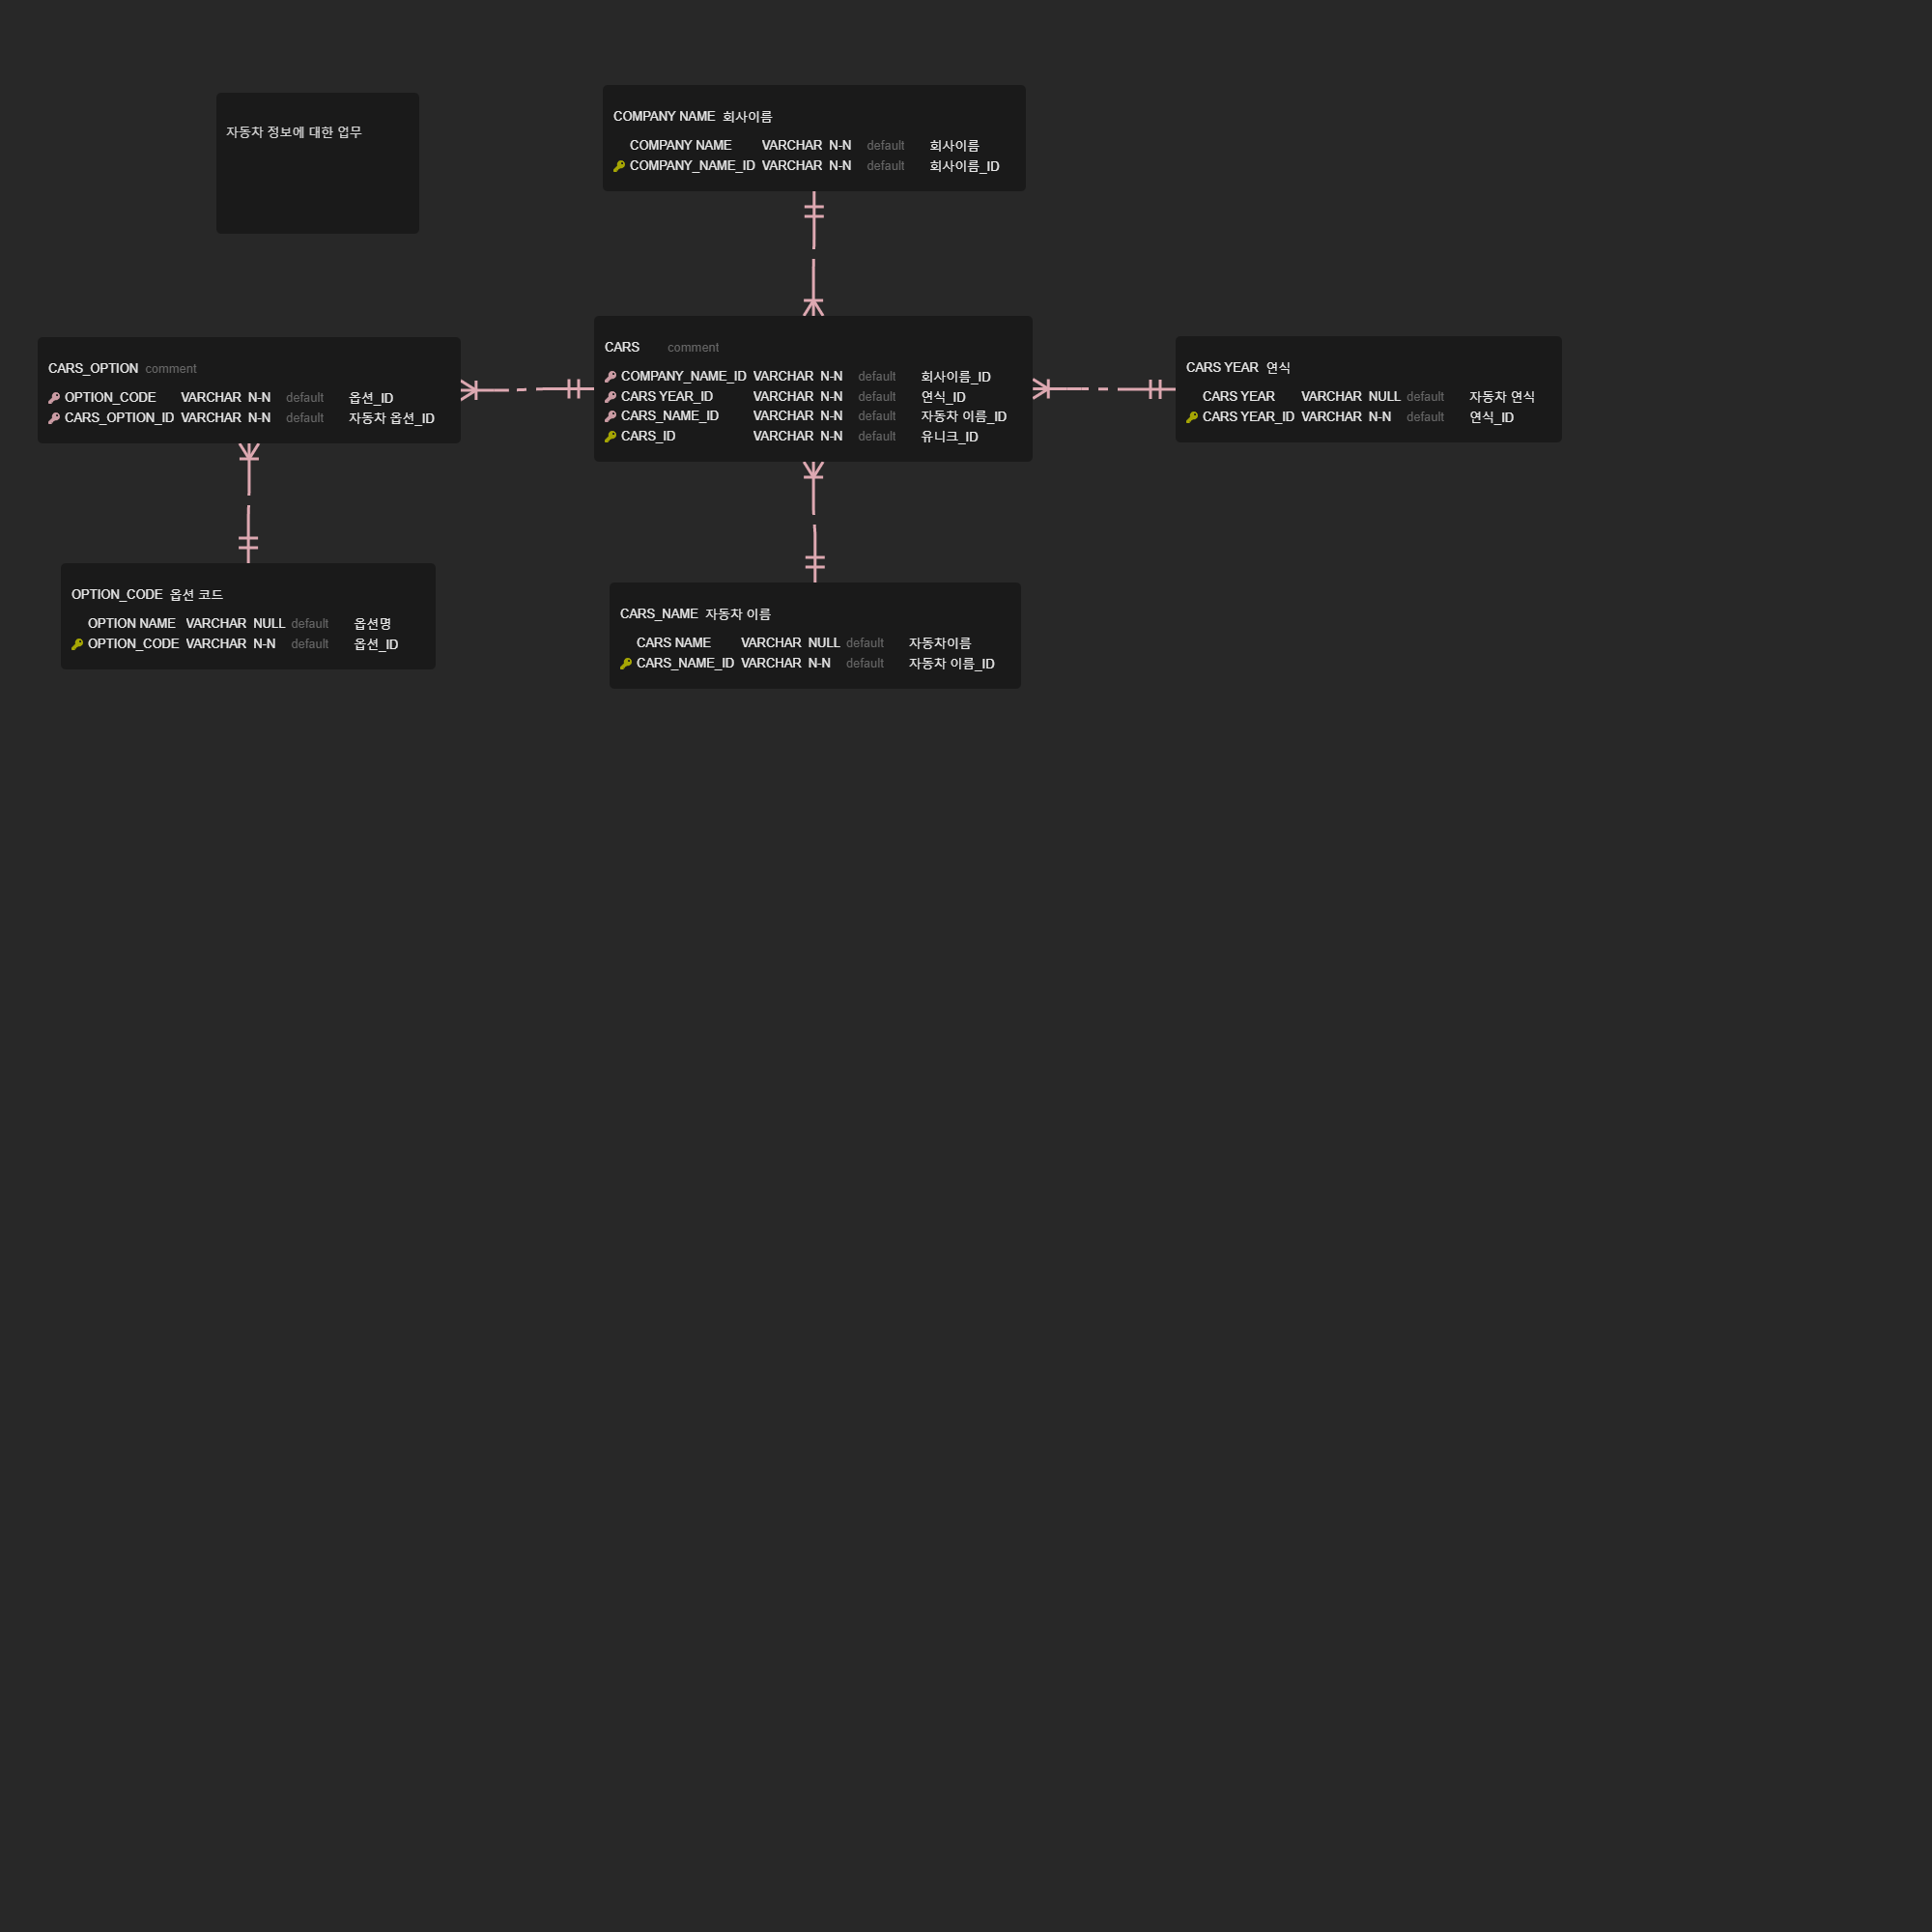 자동차 정보에 대한 업무
COMPANY NAME 회사이름
COMPANY NAME VARCHAR N-N default 회사이름
COMPANY_NAME_ID VARCHAR N-N default 회사이름_ID
CARS_OPTION comment
OPTION_CODE VARCHAR N-N default 옵션_ID
CARS_OPTION_ID VARCHAR N-N default 자동차 옵션_ID
CARS comment
COMPANY_NAME_ID VARCHAR N-N default 회사이름_ID
CARS YEAR_ID VARCHAR N-N default 연식_ID
CARS_NAME_ID VARCHAR N-N default 자동차 이름_ID
CARS_ID VARCHAR N-N default 유니크_ID
CARS YEAR 연식
CARS YEAR VARCHAR NULL default 자동차 연식
CARS YEAR_ID VARCHAR N-N default 연식_ID
OPTION_CODE 옵션 코드
OPTION NAME VARCHAR NULL default 옵션명
OPTION_CODE VARCHAR N-N default 옵션_ID
CARS_NAME 자동차 이름
CARS NAME VARCHAR NULL default 자동차이름
CARS_NAME_ID VARCHAR N-N default 자동차 이름_ID